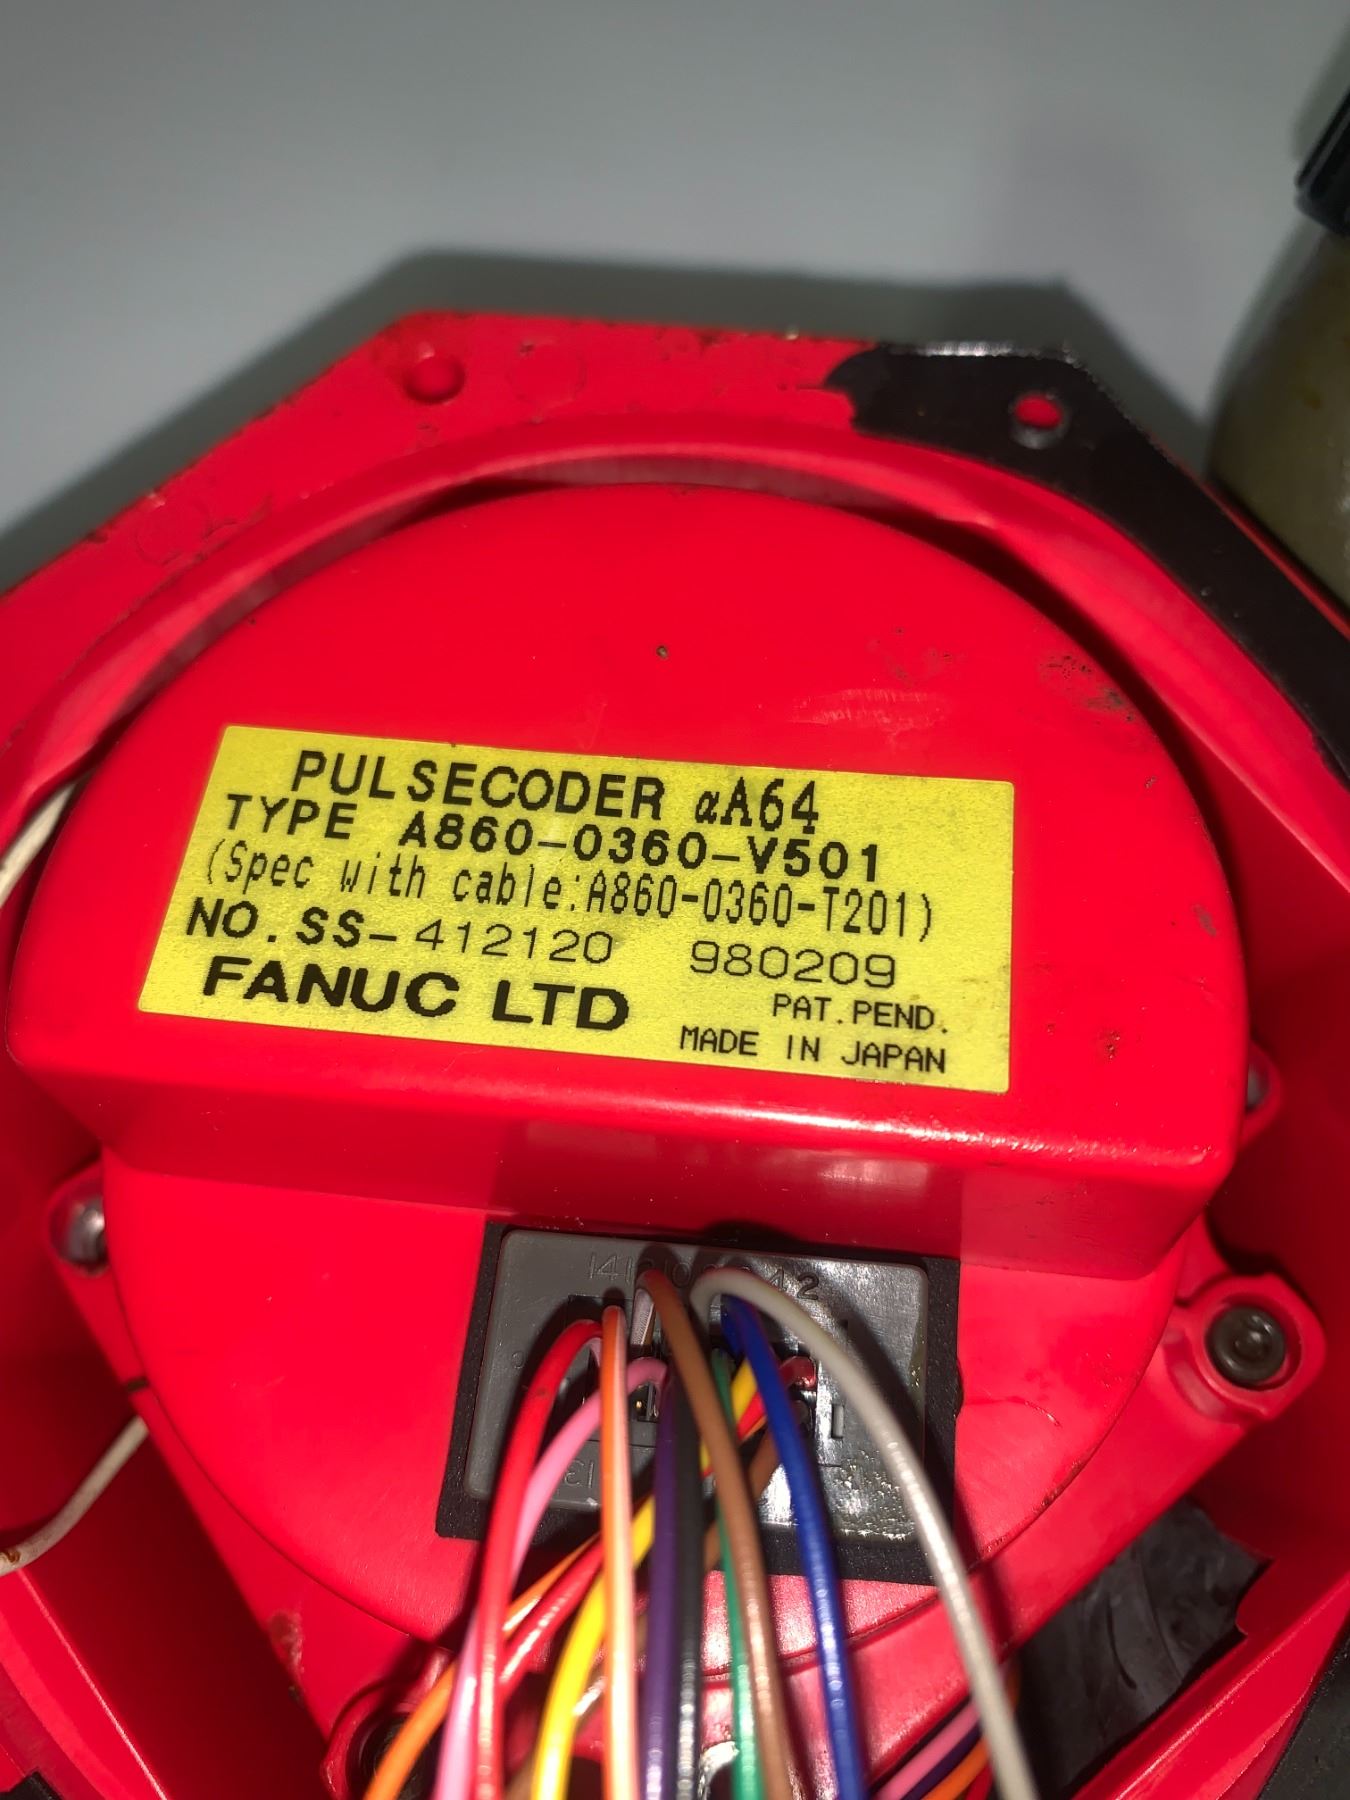 PULSECODER αA64
TYPE A860-0360-V501
(Spec with cable:A860-0360-T201)
NO.SS-412120 980209
FANUC LTD
PAT.PEND.
MADE IN JAPAN